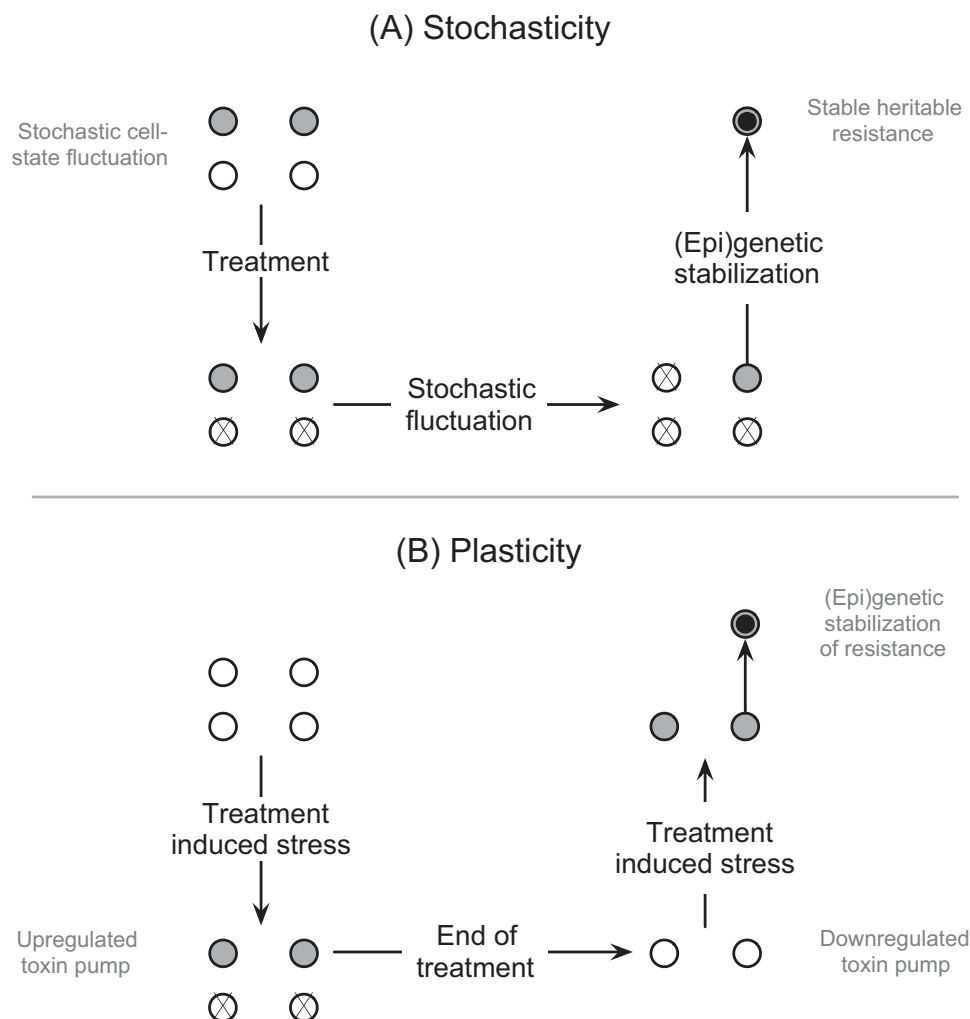 (A) Stochasticity
Stochastic cell-
state fluctuation
Stable heritable
resistance
Treatment
(Epi)genetic
stabilization
Stochastic
fluctuation
(B) Plasticity
(Epi)genetic
stabilization
of resistance
Treatment
induced stress
Treatment
induced stress
Upregulated
toxin pump
End of
treatment
Downregulated
toxin pump